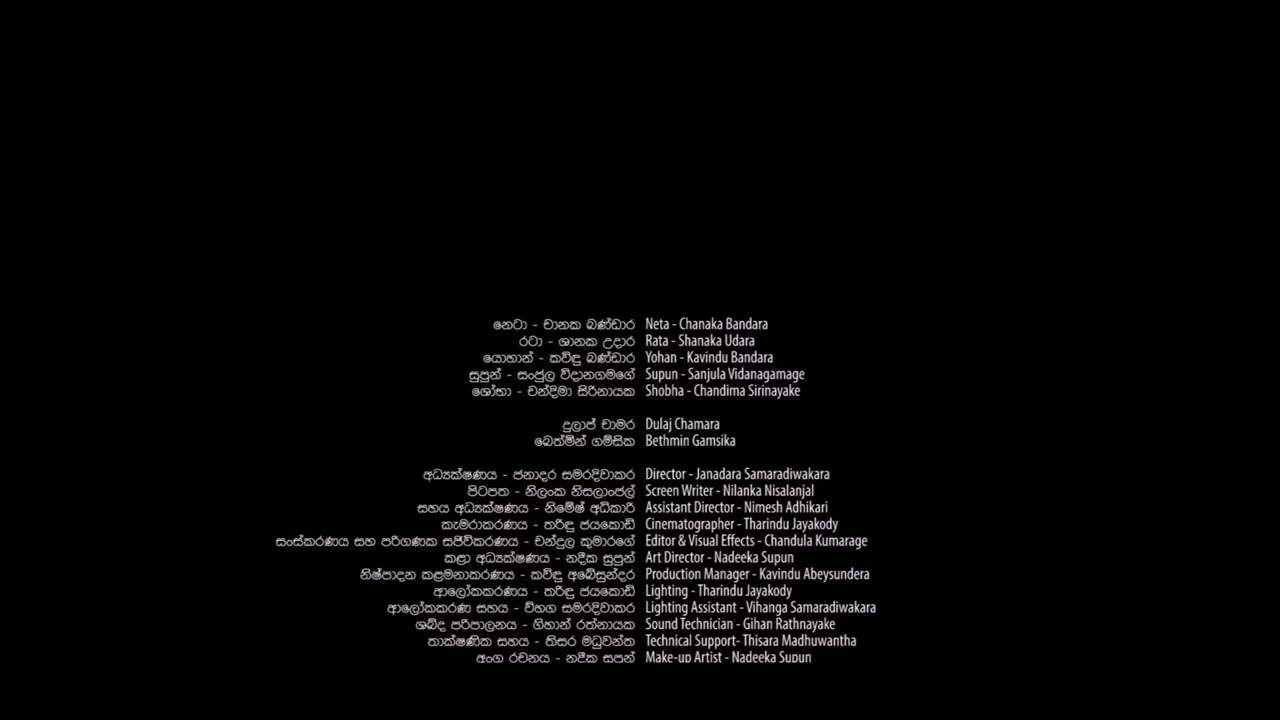 නෙටා - චානක බණ්ඩාර Neta - Chanaka Bandara
රටා - ශානක උදාර Rata - Shanaka Udara
යොහාන් - කවිඳු බණ්ඩාර Yohan - Kavindu Bandara
සුපුන් - සංජුල විදානගමගේ Supun - Sanjula Vidanagamage
ශෝභා - චන්දිමා සිරිනායක Shobha - Chandima Sirinayake
දුලාජ් චාමර Dulaj Chamara
බෙත්මින් ගම්සික Bethmin Gamsika
අධ්‍යක්ෂණය - ජනාදර සමරදිවාකර Director - Janadara Samaradiwakara
පිටපත - නිලංක නිසලාංජල් Screen Writer - Nilanka Nisalanjal
සහය අධ්‍යක්ෂණය - නිමේෂ් අධිකාරි Assistant Director - Nimesh Adhikari
කැමරාකරණය - තරිඳු ජයකොඩි Cinematographer - Tharindu Jayakody
සංස්කරණය සහ පරිගණක සජීවිකරණය - චන්දුල කුමාරගේ Editor & Visual Effects - Chandula Kumarage
කළා අධ්‍යක්ෂණය - නදීක සුපුන් Art Director - Nadeeka Supun
නිෂ්පාදන කළමනාකරණය - කවිඳු අබේසුන්දර Production Manager - Kavindu Abeysundera
ආලෝකකරණය - තරිඳු ජයකොඩි Lighting - Tharindu Jayakody
ආලෝකකරණ සහය - විහග සමරදිවාකර Lighting Assistant - Vihanga Samaradiwakara
ශබ්ද පරිපාලනය - ගිහාන් රත්නායක Sound Technician - Gihan Rathnayake
තාක්ෂණික සහය - තිසර මධුවන්ත Technical Support- Thisara Madhuwantha
අංග රචනය - නදීක සුපුන් Make-up Artist - Nadeeka Supun